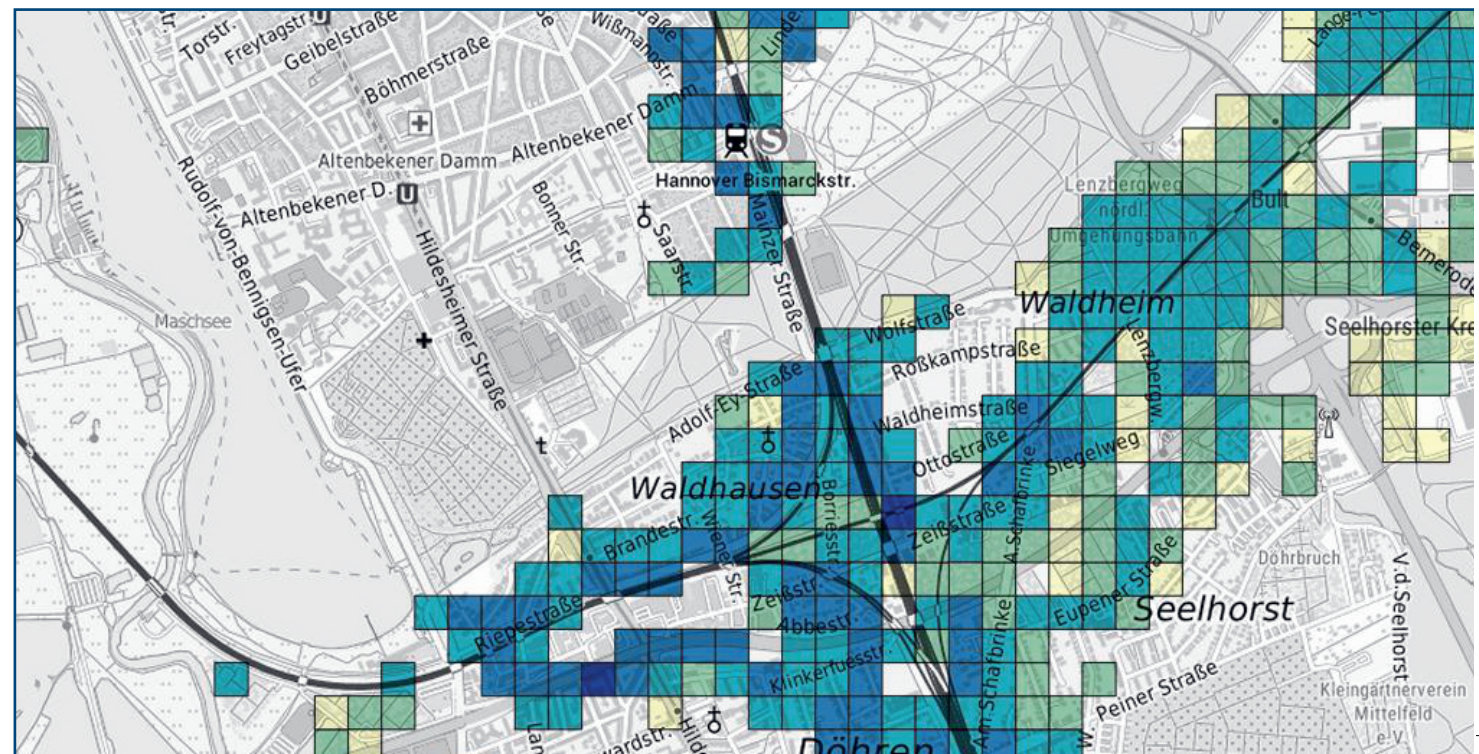 Torstr.
Freytagstr.
U
Geibelstraße
Böhmerstraße
Wißmannstr.
Altenbekener Damm
Altenbekener Damm
Altenbekener D.
U
Rudolf-von-Bennigsen-Ufer
Hildesheimer Straße
Bonner Str.
Saarstr.
S
Hannover Bismarckstr.
Mainzer Straße
Maschsee
Lenzbergweg
nördl.
Umgehungsbahn
Bult
Bemerode
Waldheim
Seelhorster Kre
Wolfstraße
Roßkampstraße
Adolf-Ey-Straße
Waldheimstraße
Ottostraße
Lenzbergw.
Siegelweg
Waldhausen
Borriesstr.
A.Schafbrinke
Brandestr.
Wiener Str.
Zeißstraße
Döhrbruch
Zeißstr.
Abbestr.
Eupener Straße
Seelhorst
V.d.Seelhorst
Riepestraße
Klinkerfuesstr.
Am Schafbrinke
Peiner Straße
Kleingärtnerverein
Mittelfeld
e.V.
Döhren